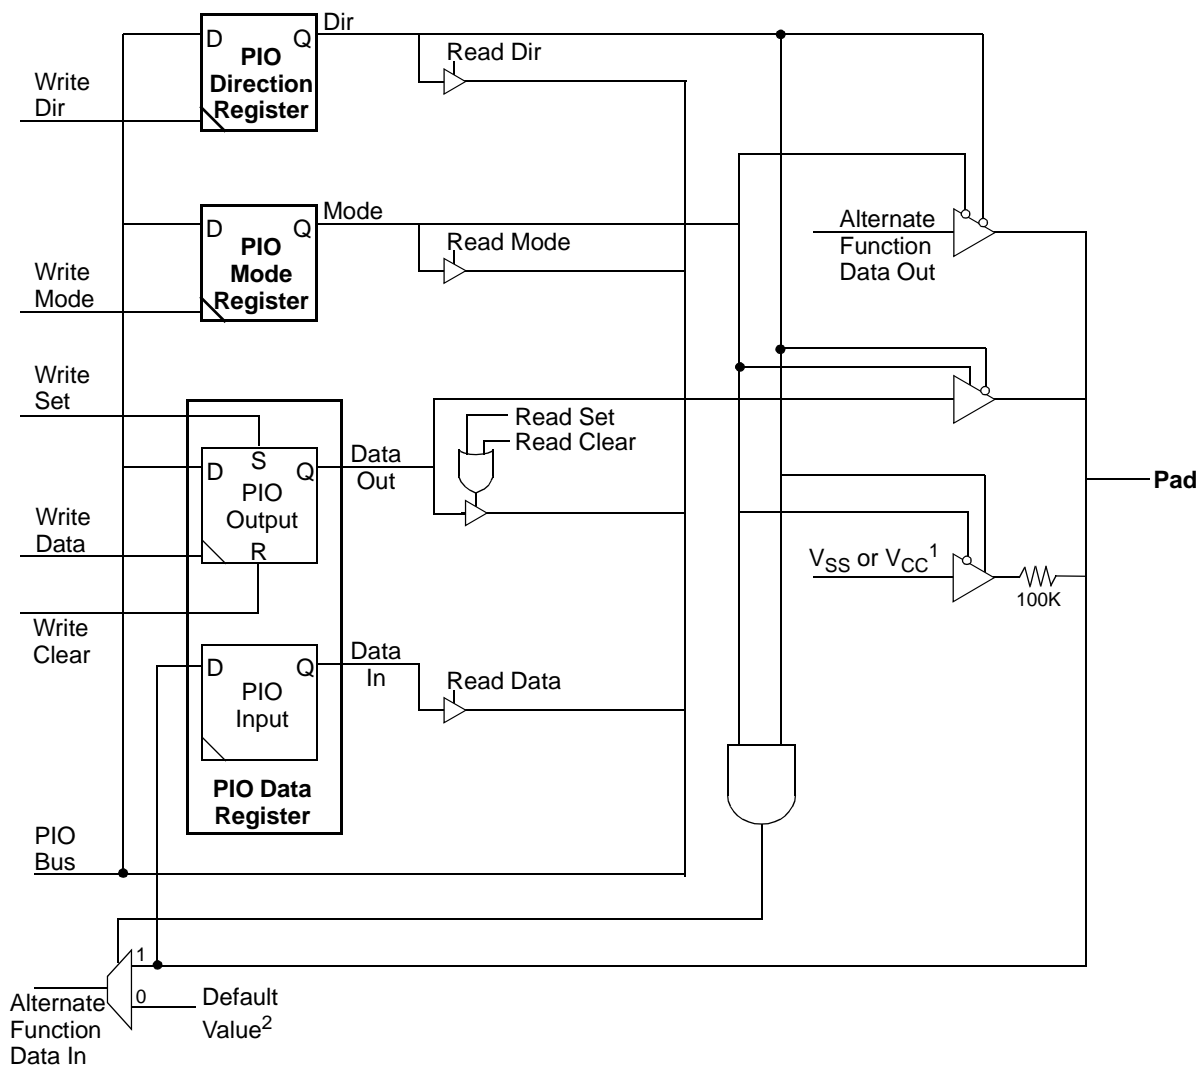 Dir
D Q
PIO
Direction
Register
Read Dir
Write
Dir
Mode
D Q
PIO
Mode
Register
Read Mode
Write
Mode
Alternate
Function
Data Out
Write
Set
Read Set
Read Clear
S
D Q
PIO
Output
R
Data
Out
Pad
Write
Data
VSS or VCC1
100K
Write
Clear
D Q
PIO
Input
Data
In
Read Data
PIO Data
Register
PIO
Bus
1
0
Alternate
Function
Data In
Default
Value2